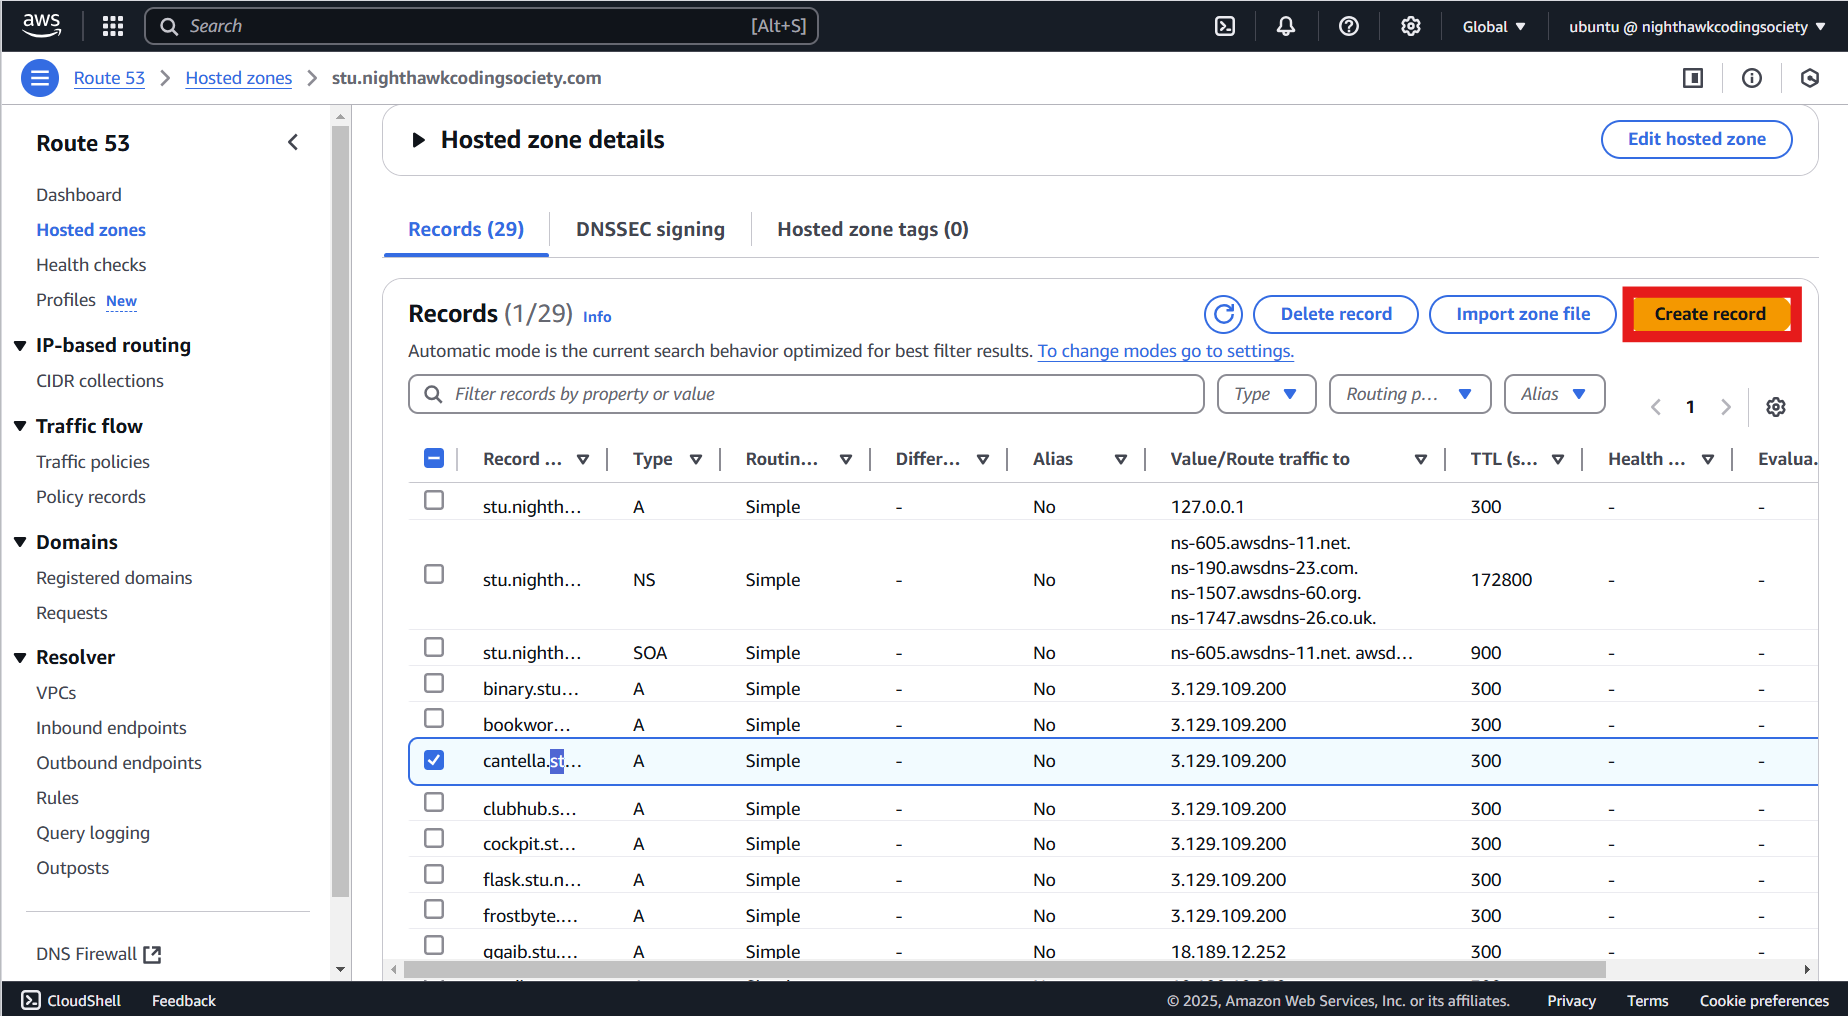 aws Search [Alt+S] Global ubuntu @ nighthawkcodingsociety
Route 53 Hosted zones stu.nighthawkcodingsociety.com
Route 53
Dashboard
Hosted zones
Health checks
Profiles New
IP-based routing
CIDR collections
Traffic flow
Traffic policies
Policy records
Domains
Registered domains
Requests
Resolver
VPCs
Inbound endpoints
Outbound endpoints
Rules
Query logging
Outposts
DNS Firewall
Hosted zone details Edit hosted zone
Records (29) DNSSEC signing Hosted zone tags (0)
Records (1/29) Info Delete record Import zone file Create record
Automatic mode is the current search behavior optimized for best filter results. To change modes go to settings.
Filter records by property or value Type Routing p... Alias 1
Record ... Type Routin... Differ... Alias Value/Route traffic to TTL (s... Health ... Evalua.
stu.nighth... A Simple - No 127.0.0.1 300 - -
ns-605.awsdns-11.net.
ns-190.awsdns-23.com.
stu.nighth... NS Simple - No 172800 - -
ns-1507.awsdns-60.org.
ns-1747.awsdns-26.co.uk.
stu.nighth... SOA Simple - No ns-605.awsdns-11.net. awsd... 900 - -
binary.stu... A Simple - No 3.129.109.200 300 - -
bookwor... A Simple - No 3.129.109.200 300 - -
cantella.st... A Simple - No 3.129.109.200 300 - -
clubhub.s... A Simple - No 3.129.109.200 300 - -
cockpit.st... A Simple - No 3.129.109.200 300 - -
flask.stu.n... A Simple - No 3.129.109.200 300 - -
frostbyte.... A Simple - No 3.129.109.200 300 - -
gqaib.stu.... A Simple - No 18.189.12.252 300 - -
CloudShell Feedback © 2025, Amazon Web Services, Inc. or its affiliates. Privacy Terms Cookie preferences